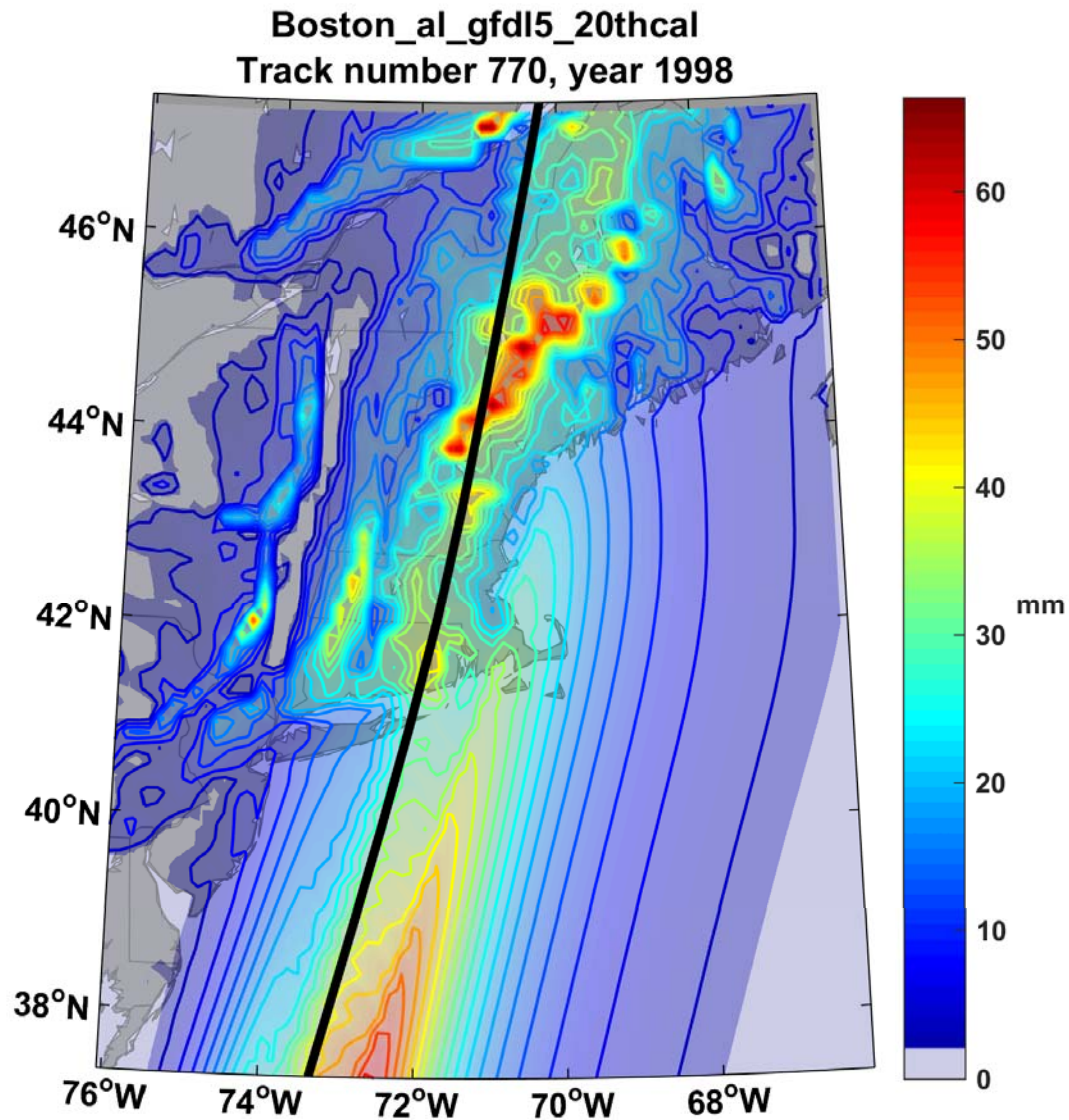 Boston_al_gfdl5_20thcal
Track number 770, year 1998
46°N
44°N
42°N
40°N
38°N
76°W
74°W
72°W
70°W
68°W
60
50
40
30
20
10
0
mm